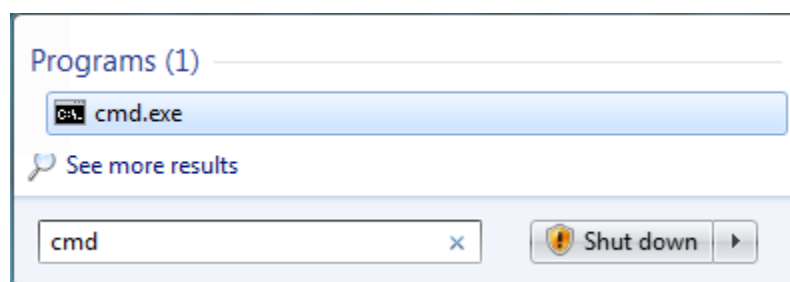 Programs (1)
cmd.exe
See more results
cmd
Shut down